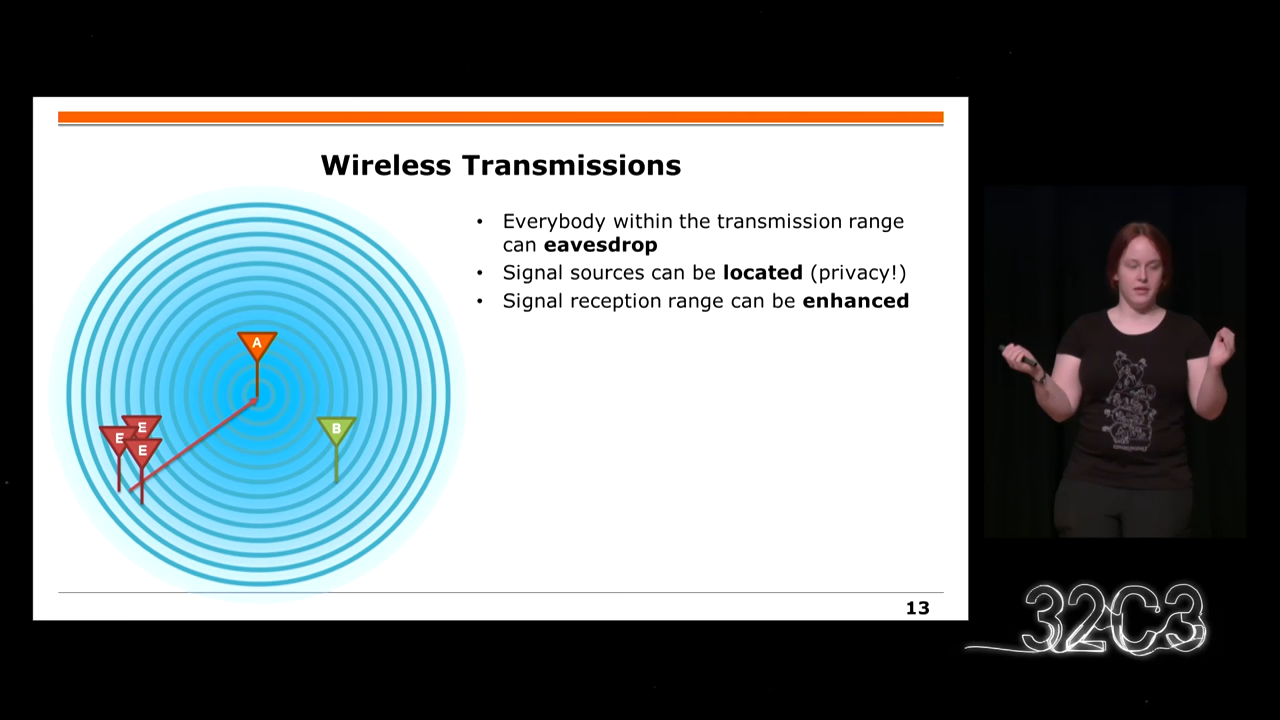 Wireless Transmissions
• Everybody within the transmission range
can eavesdrop
• Signal sources can be located (privacy!)
• Signal reception range can be enhanced
A
B
E
E
E
13
32C3